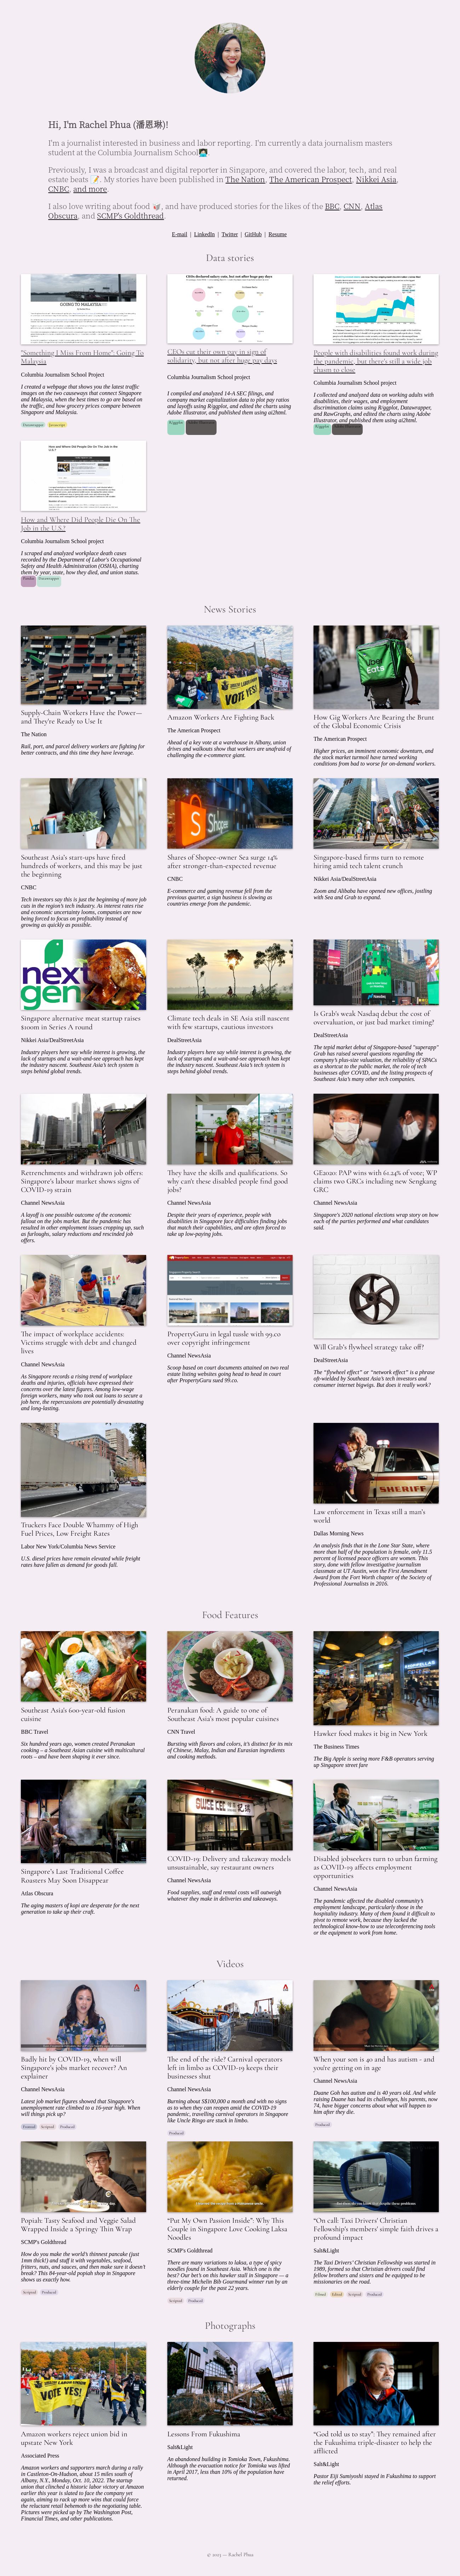 Hi, I'm Rachel Phua (潘恩琳)!
I'm a journalist interested in business and labor reporting. I'm currently a data journalism masters
student at the Columbia Journalism School
Previously, I was a broadcast and digital reporter in Singapore, and covered the labor, tech, and real
estate beats 📝. My stories have been published in The Nation, The American Prospect, Nikkei Asia,
CNBC, and more.
I also love writing about food 🥡, and have produced stories for the likes of the BBC, CNN, Atlas
Obscura, and SCMP's Goldthread.
E-mail | LinkedIn | Twitter | GitHub | Resume
Data stories
GOING TO MALAYSIA
"Something I Miss From Home": Going To
Malaysia
Columbia Journalism School Project
I created a webpage that updates on the latest traffic
images on the two causeways that connect Singapore
and Malaysia, when the best times to go are based on
the traffic, and how grocery prices compare between
Singapore and Malaysia.
Datawrapper Javascript
CEOs cut their own pay in sign of
solidarity, but not after huge pay days
Columbia Journalism School project
I compiled and analyzed 14-A SEC filings, and
company market capitalization data to plot pay ratios
and layoffs using R/ggplot, and edited the charts using
Adobe Illustrator, and published them using ai2html.
R/ggplot
People with disabilities found work during
the pandemic, but there's still a wide job
chasm to close
Columbia Journalism School project
I collected and analyzed data on working adults with
disabilities, their wages, and employment
discrimination claims using R/ggplot, Datawrapper,
and RawGraphs, and edited the charts using Adobe
Illustrator, and published them using ai2html.
R/ggplot
How and Where Did People Die On The
Job in the U.S.?
Columbia Journalism School project
I scraped and analyzed workplace death cases
recorded by the Department of Labor's Occupational
Safety and Health Administration (OSHA), charting
them by year, state, how they died, and union status.
Pandas Datawrapper
News Stories
Supply-Chain Workers Have the Power—
and They're Ready to Use It
The Nation
Rail, port, and parcel delivery workers are fighting for
better contracts, and this time they have leverage.
VOTE YES!
Amazon Workers Are Fighting Back
The American Prospect
Ahead of a key vote at a warehouse in Albany, union
drives and walkouts show that workers are unafraid of
challenging the e-commerce giant.
Uber
Eats
How Gig Workers Are Bearing the Brunt
of the Global Economic Crisis
The American Prospect
Higher prices, an imminent economic downturn, and
the stock market turmoil have turned working
conditions from bad to worse for on-demand workers.
Southeast Asia's start-ups have fired
hundreds of workers, and this may be just
the beginning
CNBC
Tech investors say this is just the beginning of more job
cuts in the region's tech industry. As interest rates rise
and economic uncertainty looms, companies are now
being forced to focus on profitability instead of
growing as quickly as possible.
Shopee
Shares of Shopee-owner Sea surge 14%
after stronger-than-expected revenue
CNBC
E-commerce and gaming revenue fell from the
previous quarter, a sign business is slowing as
countries emerge from the pandemic.
Singapore-based firms turn to remote
hiring amid tech talent crunch
Nikkei Asia/DealStreetAsia
Zoom and Alibaba have opened new offices, jostling
with Sea and Grab to expand.
next
gen
Singapore alternative meat startup raises
$100m in Series A round
Nikkei Asia/DealStreetAsia
Industry players here say while interest is growing, the
lack of startups and a wait-and-see approach has kept
the industry nascent. Southeast Asia's tech system is
steps behind global trends.
Climate tech deals in SE Asia still nascent
with few startups, cautious investors
DealStreetAsia
Industry players here say while interest is growing, the
lack of startups and a wait-and-see approach has kept
the industry nascent. Southeast Asia's tech system is
steps behind global trends.
Is Grab's weak Nasdaq debut the cost of
overvaluation, or just bad market timing?
DealStreetAsia
The tepid market debut of Singapore-based "superapp"
Grab has raised several questions regarding the
company's plus-size valuation, the reliability of SPACs
as a shortcut to the public market, the role of tech
businesses after COVID, and the listing prospects of
Southeast Asia's many other tech companies.
Retrenchments and withdrawn job offers:
Singapore's labour market shows signs of
COVID-19 strain
Channel NewsAsia
A layoff is one possible outcome of the economic
fallout on the jobs market. But the pandemic has
resulted in other employment issues cropping up, such
as furloughs, salary reductions and rescinded job
offers.
They have the skills and qualifications. So
why can't these disabled people find good
jobs?
Channel NewsAsia
Despite their years of experience, people with
disabilities in Singapore face difficulties finding jobs
that match their capabilities, and are often forced to
take up low-paying jobs.
GE2020: PAP wins with 61.24% of vote; WP
claims two GRCs including new Sengkang
GRC
Channel NewsAsia
Singapore's 2020 national elections wrap story on how
each of the parties performed and what candidates
said.
The impact of workplace accidents:
Victims struggle with debt and changed
lives
Channel NewsAsia
As Singapore records a rising trend of workplace
deaths and injuries, officials have expressed their
concerns over the latest figures. Among low-wage
foreign workers, many who took out loans to secure a
job here, the repercussions are potentially devastating
and long-lasting.
PropertyGuru in legal tussle with 99.co
over copyright infringement
Channel NewsAsia
Scoop based on court documents attained on two real
estate listing websites going head to head in court
after PropertyGuru sued 99.co.
Will Grab's flywheel strategy take off?
DealStreetAsia
The "flywheel effect" or "network effect" is a phrase
oft-wielded by Southeast Asia's tech investors and
consumer internet bigwigs. But does it really work?
Truckers Face Double Whammy of High
Fuel Prices, Low Freight Rates
Labor New York/Columbia News Service
U.S. diesel prices have remain elevated while freight
rates have fallen as demand for goods fall.
SHERIFF
Law enforcement in Texas still a man's
world
Dallas Morning News
An analysis finds that in the Lone Star State, where
more than half of the population is female, only 11.5
percent of licensed peace officers are women. This
story, done with fellow investigative journalism
classmate at UT Austin, won the First Amendment
Award from the Fort Worth chapter of the Society of
Professional Journalists in 2016.
Food Features
Southeast Asia's 600-year-old fusion
cuisine
BBC Travel
Six hundred years ago, women created Peranakan
cooking – a Southeast Asian cuisine with multicultural
roots – and have been shaping it ever since.
Peranakan food: A guide to one of
Southeast Asia's most popular cuisines
CNN Travel
Bursting with flavors and colors, it's distinct for its mix
of Chinese, Malay, Indian and Eurasian ingredients
and cooking methods.
Hawker food makes it big in New York
The Business Times
The Big Apple is seeing more F&B operators serving
up Singapore street fare
Singapore's Last Traditional Coffee
Roasters May Soon Disappear
Atlas Obscura
The aging masters of kopi are desperate for the next
generation to take up their craft.
COVID-19: Delivery and takeaway models
unsustainable, say restaurant owners
Channel NewsAsia
Food supplies, staff and rental costs will outweigh
whatever they make in deliveries and takeaways.
Disabled jobseekers turn to urban farming
as COVID-19 affects employment
opportunities
Channel NewsAsia
The pandemic affected the disabled community's
employment landscape, particularly those in the
hospitality industry. Many of them found it difficult to
pivot to remote work, because they lacked the
technological know-how to use teleconferencing tools
or the equipment to work from home.
Videos
Badly hit by COVID-19, when will
Singapore's jobs market recover? An
explainer
Channel NewsAsia
Latest job market figures showed that Singapore's
unemployment rate climbed to a 16-year high. When
will things pick up?
Fronted Scripted Produced
The end of the ride? Carnival operators
left in limbo as COVID-19 keeps their
businesses shut
Channel NewsAsia
Burning about S$100,000 a month and with no signs
as to when they can reopen amid the COVID-19
pandemic, travelling carnival operators in Singapore
like Uncle Ringo are stuck in limbo.
Produced
When your son is 40 and has autism - and
you're getting on in age
Channel NewsAsia
Duane Goh has autism and is 40 years old. And while
raising Duane has had its challenges, his parents, now
74, have bigger concerns about what will happen to
him after they die.
Produced
Popiah: Tasty Seafood and Veggie Salad
Wrapped Inside a Springy Thin Wrap
SCMP's Goldthread
How do you make the world's thinnest pancake (just
1mm thick!) and stuff it with vegetables, seafood,
fritters, nuts, and sauces, and then make sure it doesn't
break? This 84-year-old popiah shop in Singapore
shows us exactly how.
Scripted Produced
"Put My Own Passion Inside": Why This
Couple in Singapore Love Cooking Laksa
Noodles
SCMP's Goldthread
There are many variations to laksa, a type of spicy
noodles found in Southeast Asia. Which one is the
best? Our bet's on this hawker stall in Singapore — a
three-time Michelin Bib Gourmand winner run by an
elderly couple for the past 22 years.
Scripted Produced
"On call: Taxi Drivers' Christian
Fellowship's members' simple faith drives a
profound impact
Salt&Light
The Taxi Drivers' Christian Fellowship was started in
1989, formed so that Christian drivers could find
fellow brothers and sisters and be equipped to be
missionaries on the road.
Filmed Edited Scripted Produced
Photographs
VOTE YES!
Amazon workers reject union bid in
upstate New York
Associated Press
Amazon workers and supporters march during a rally
in Castleton-On-Hudson, about 15 miles south of
Albany, N.Y., Monday, Oct. 10, 2022. The startup
union that clinched a historic labor victory at Amazon
earlier this year is slated to face the company yet
again, aiming to rack up more wins that could force
the reluctant retail behemoth to the negotiating table.
Pictures were picked up by The Washington Post,
Financial Times, and other publications.
Lessons From Fukushima
Salt&Light
An abandoned building in Tomioka Town, Fukushima.
Although the evacuation notice for Tomioka was lifted
in April 2017, less than 10% of the population have
returned.
"God told us to stay": They remained after
the Fukushima triple-disaster to help the
afflicted
Salt&Light
Pastor Eiji Sumiyoshi stayed in Fukushima to support
the relief efforts.
© 2023 — Rachel Phua